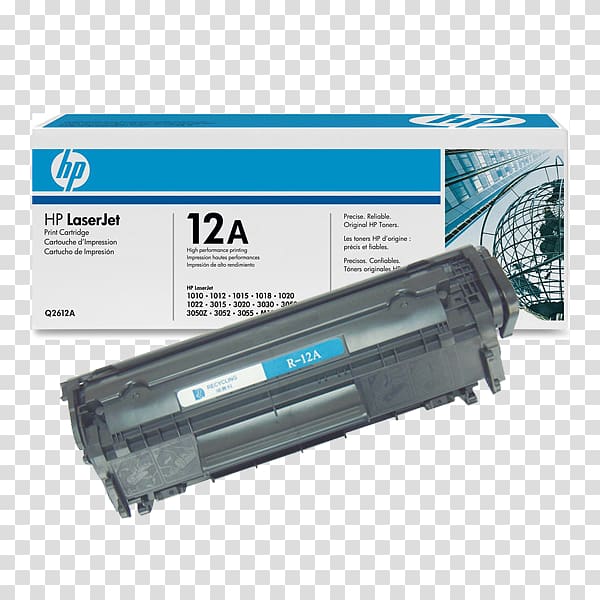 hp
HP LaserJet
Print Cartridge
Cartouche d'Impression
Cartucho de Impresión
Q2612A
12A
High performance printing
Impression hautes performances
Impresión de alto rendimiento
HP LaserJet
1010 • 1012 • 1015 • 1018 • 1020
1022 • 3015 • 3020 • 3030 •
3050Z • 3052 • 3055 •
Precise. Reliable.
Original HP Toners.
Les toners HP d'origine :
précis et fiables.
Precisos. Confiables.
Tóners originales HP
R-12A
RECYCLING